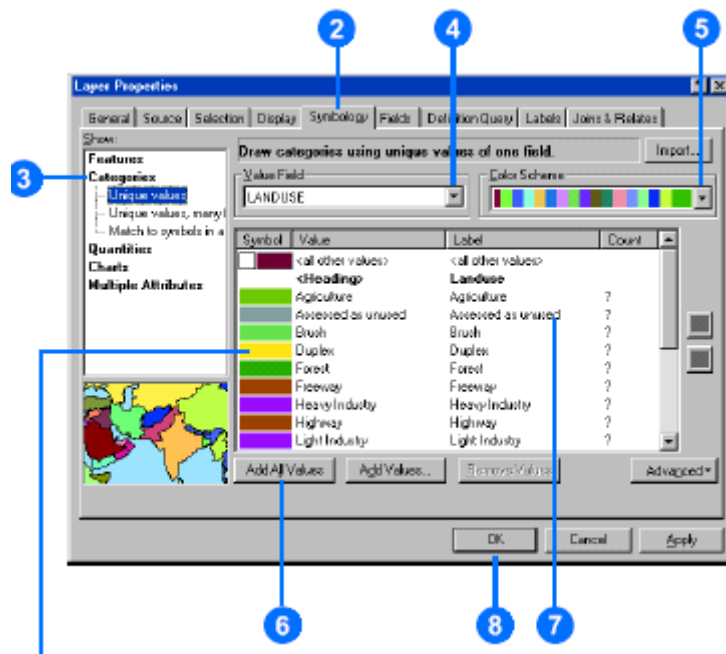 2 4 5
Layer Properties
General Source Selection Display Symbology Fields Definition Query Labels Joins & Relates
Show:
Features
3 Categories
Unique values
Unique values, many f
Match to symbols in a
Quantities
Charts
Multiple Attributes
Draw categories using unique values of one field. Import...
Value Field
LANDUSE
Color Scheme
Symbol Value Label Count
<all other values> <all other values>
<Heading> Landuse
Agriculture Agriculture ?
Assessed as unused Assessed as unused ?
Brush Brush ?
Duplex Duplex ?
Forest Forest ?
Freeway Freeway ?
Heavy Industry Heavy Industry ?
Highway Highway ?
Light Industry Light Industry ?
Add All Values Add Values... Remove Values Advanced
OK Cancel Apply
6 8 7